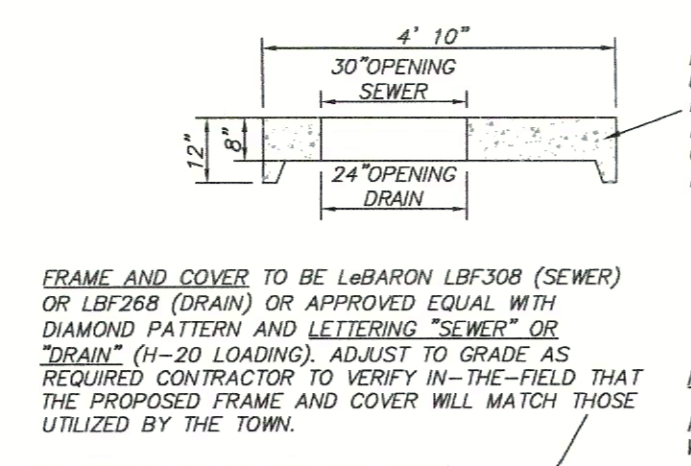 4' 10"
30"OPENING
SEWER
12"
8"
24"OPENING
DRAIN
FRAME AND COVER TO BE LeBARON LBF308 (SEWER)
OR LBF268 (DRAIN) OR APPROVED EQUAL WITH
DIAMOND PATTERN AND LETTERING "SEWER" OR
"DRAIN" (H-20 LOADING). ADJUST TO GRADE AS
REQUIRED CONTRACTOR TO VERIFY IN-THE-FIELD THAT
THE PROPOSED FRAME AND COVER WILL MATCH THOSE
UTILIZED BY THE TOWN.